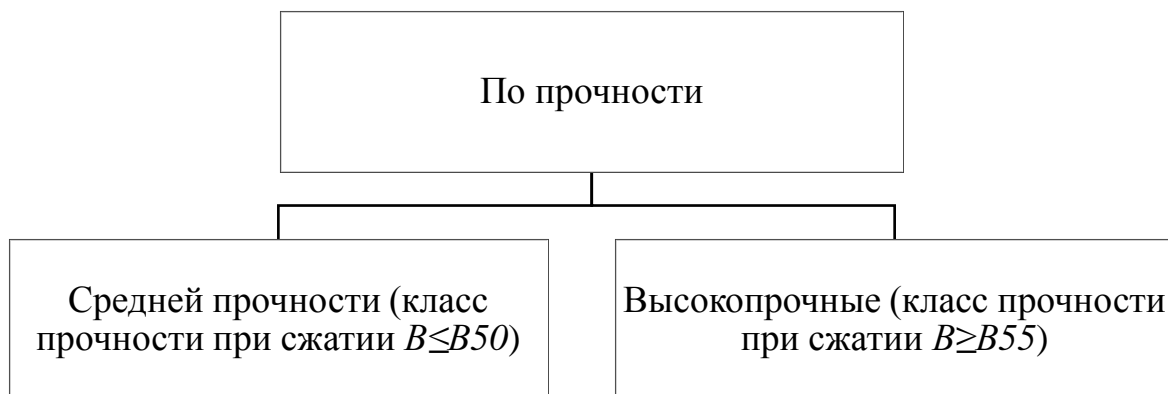 По прочности
Средней прочности (класс
прочности при сжатии B≤B50)
Высокопрочные (класс прочности
при сжатии B≥B55)